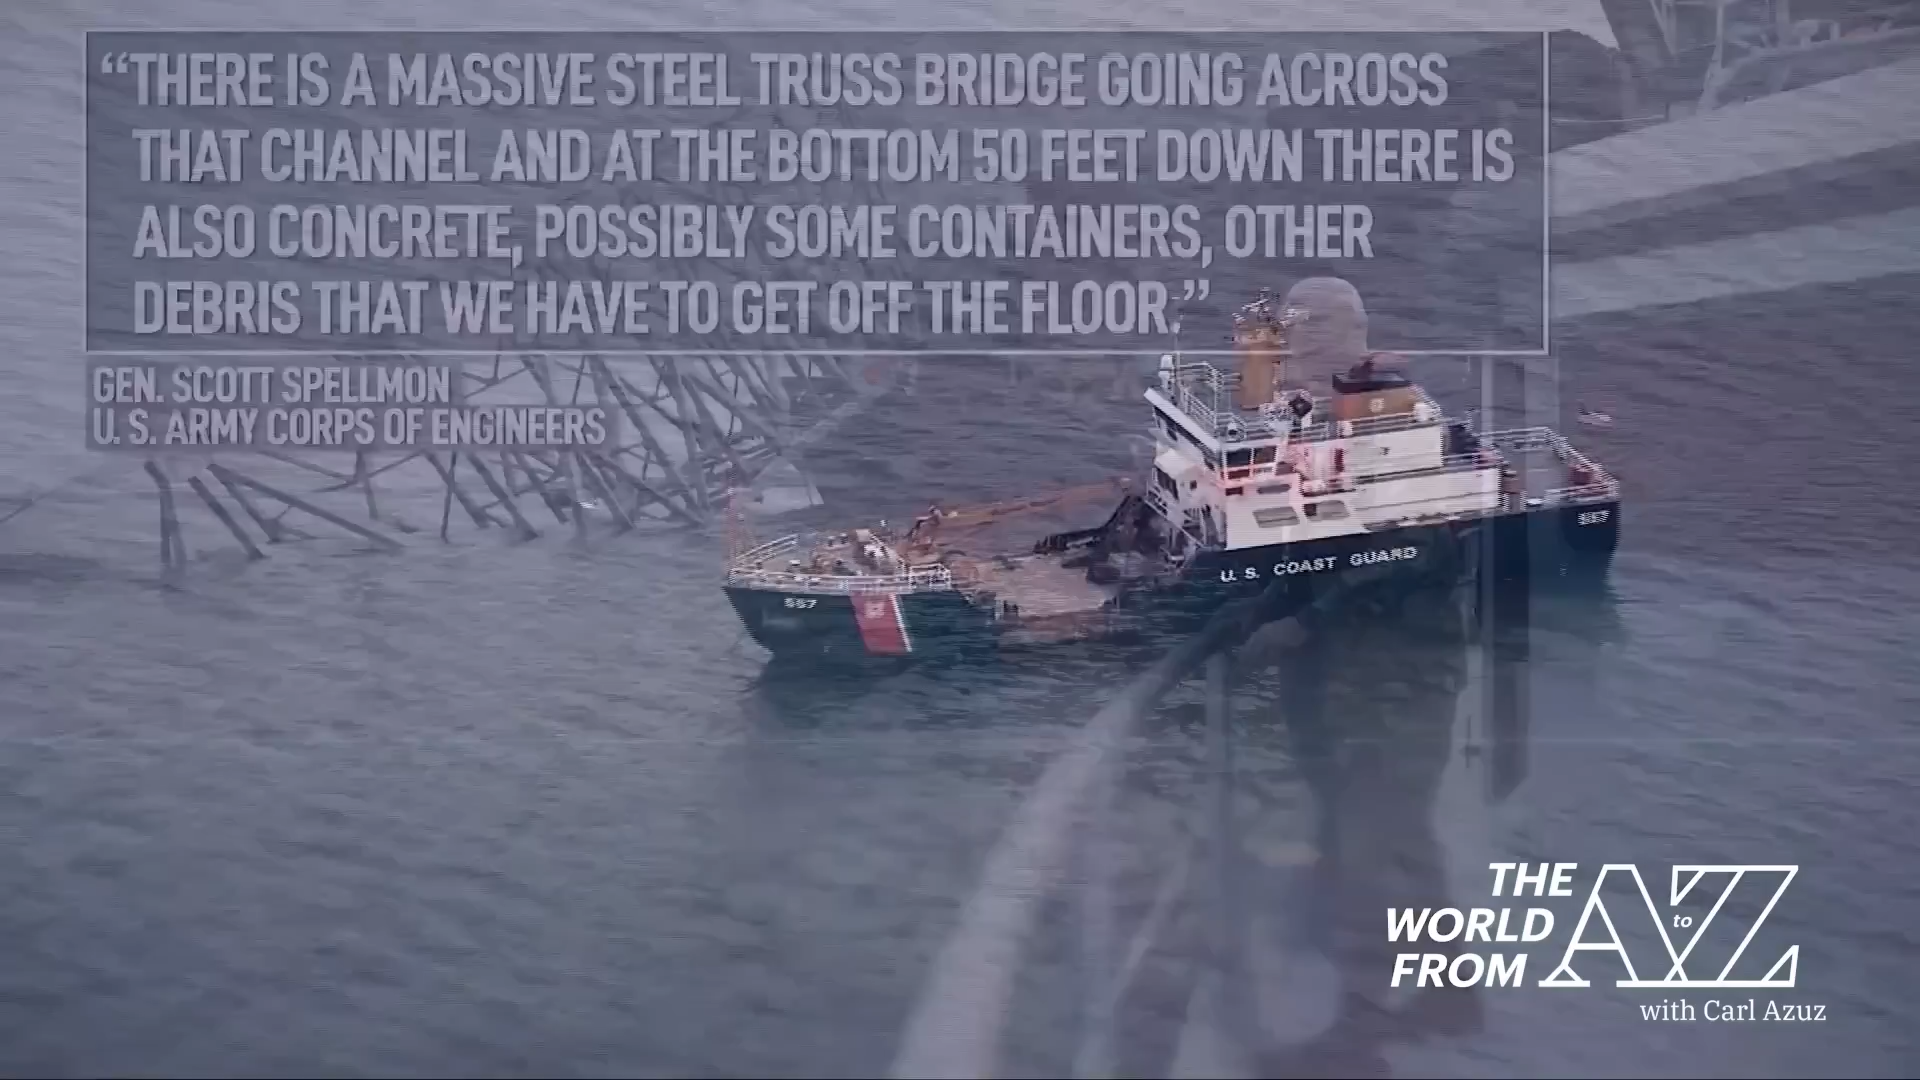 “THERE IS A MASSIVE STEEL TRUSS BRIDGE GOING ACROSS
THAT CHANNEL AND AT THE BOTTOM 50 FEET DOWN THERE IS
ALSO CONCRETE, POSSIBLY SOME CONTAINERS, OTHER
DEBRIS THAT WE HAVE TO GET OFF THE FLOOR.”
GEN. SCOTT SPELLMON
U. S. ARMY CORPS OF ENGINEERS
557
U. S. COAST GUARD
557
THE
WORLD
FROM
A to Z
with Carl Azuz